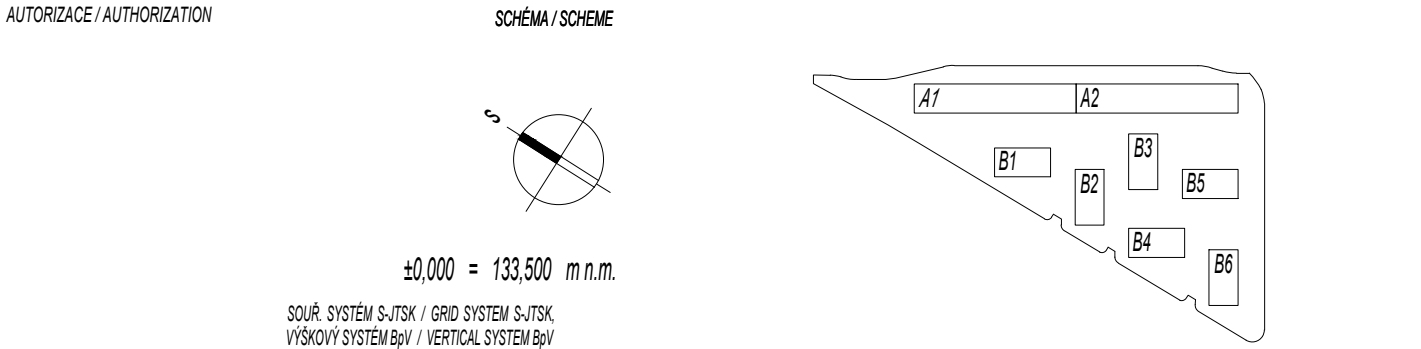 AUTORIZACE / AUTHORIZATION
SCHÉMA / SCHEME
S
±0,000 = 133,500 m n.m.
SOUŘ. SYSTÉM S-JTSK / GRID SYSTEM S-JTSK,
VÝŠKOVÝ SYSTÉM BpV / VERTICAL SYSTEM BpV
A1
A2
B1
B2
B3
B5
B4
B6